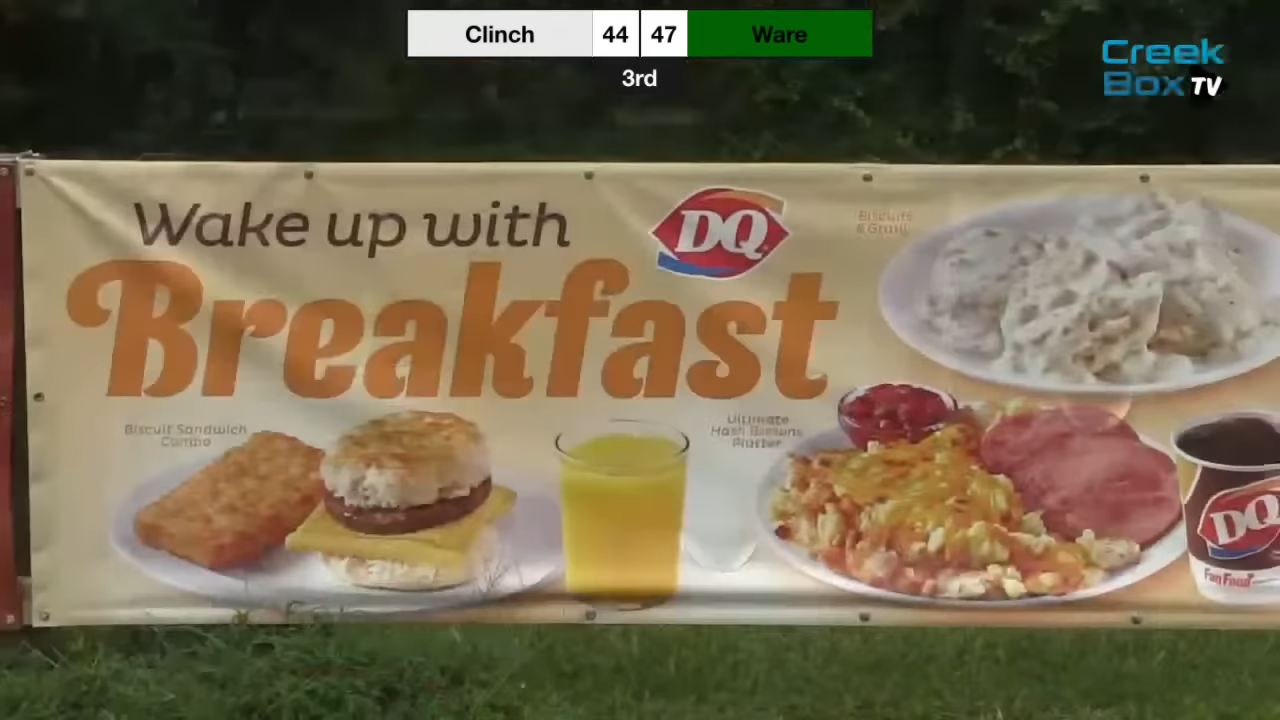 Clinch 44 47 Ware
3rd
Creek
Box TV
Wake up with
DQ
Breakfast
Biscuits
& Gravy
Biscuit Sandwich
Combo
Ultimate
Hash Browns
Platter
DQ
Fan Food